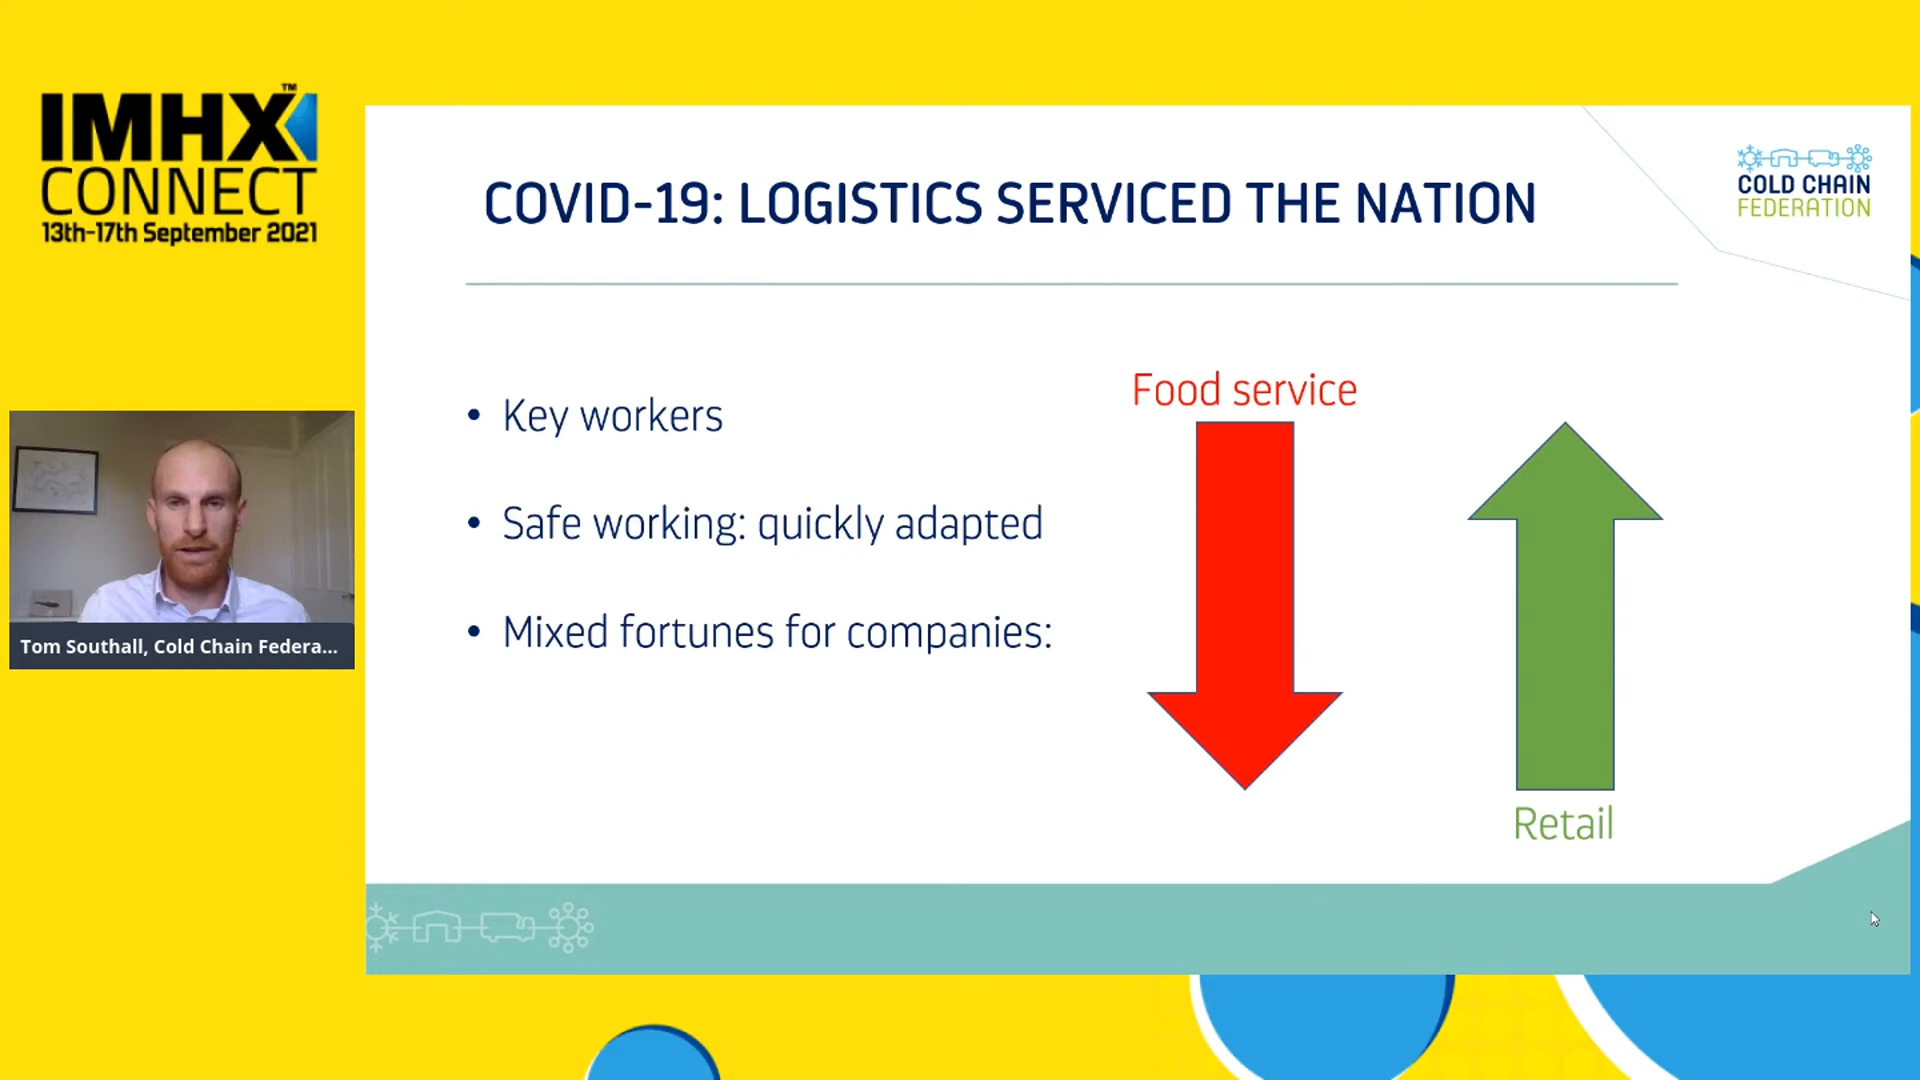 IMHX™
CONNECT
13th-17th September 2021
COVID-19: LOGISTICS SERVICED THE NATION
COLD CHAIN
FEDERATION
• Key workers
• Safe working: quickly adapted
• Mixed fortunes for companies:
Food service
Retail
Tom Southall, Cold Chain Federa...